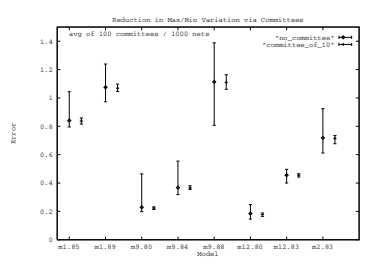 Reduction in Max/Min Variation via Committees
avg of 100 committees / 1000 nets
"no_committee"
"committee_of_10"
1.4
1.2
1
0.8
0.6
0.4
0.2
0
Error
m1.85 m1.89 m9.80 m9.84 m9.88 m12.80 m12.83 m2.83
Model